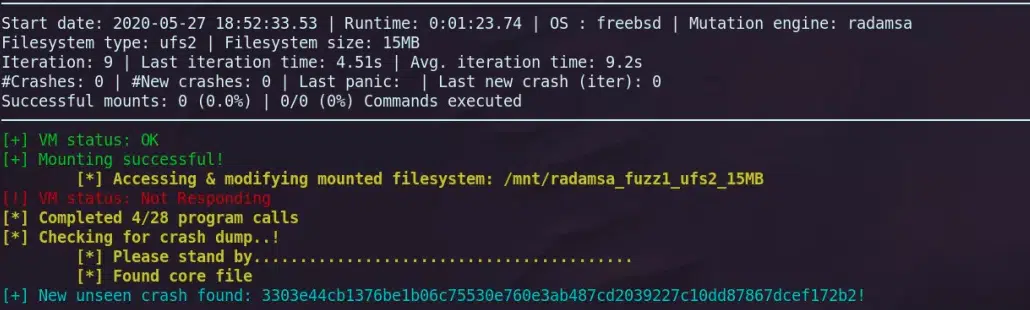 Start date: 2020-05-27 18:52:33.53 | Runtime: 0:01:23.74 | OS : freebsd | Mutation engine: radamsa
Filesystem type: ufs2 | Filesystem size: 15MB
Iteration: 9 | Last iteration time: 4.51s | Avg. iteration time: 9.2s
#Crashes: 0 | #New crashes: 0 | Last panic:  | Last new crash (iter): 0
Successful mounts: 0 (0.0%) | 0/0 (0%) Commands executed
[+] VM status: OK
[+] Mounting successful!
[*] Accessing & modifying mounted filesystem: /mnt/radamsa_fuzz1_ufs2_15MB
[!] VM status: Not Responding
[*] Completed 4/28 program calls
[*] Checking for crash dump..!
[*] Please stand by.........................................
[*] Found core file
[+] New unseen crash found: 3303e44cb1376be1b06c75530e760e3ab487cd2039227c10dd87867dcef172b2!